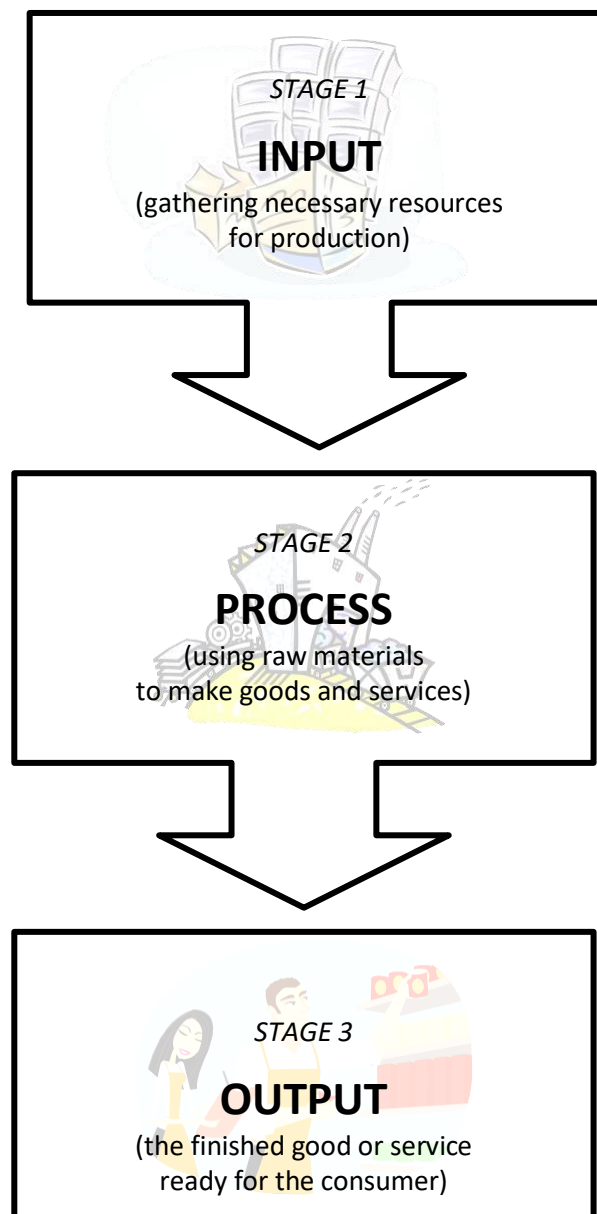 STAGE 1
INPUT
(gathering necessary resources
for production)
STAGE 2
PROCESS
(using raw materials
to make goods and services)
STAGE 3
OUTPUT
(the finished good or service
ready for the consumer)